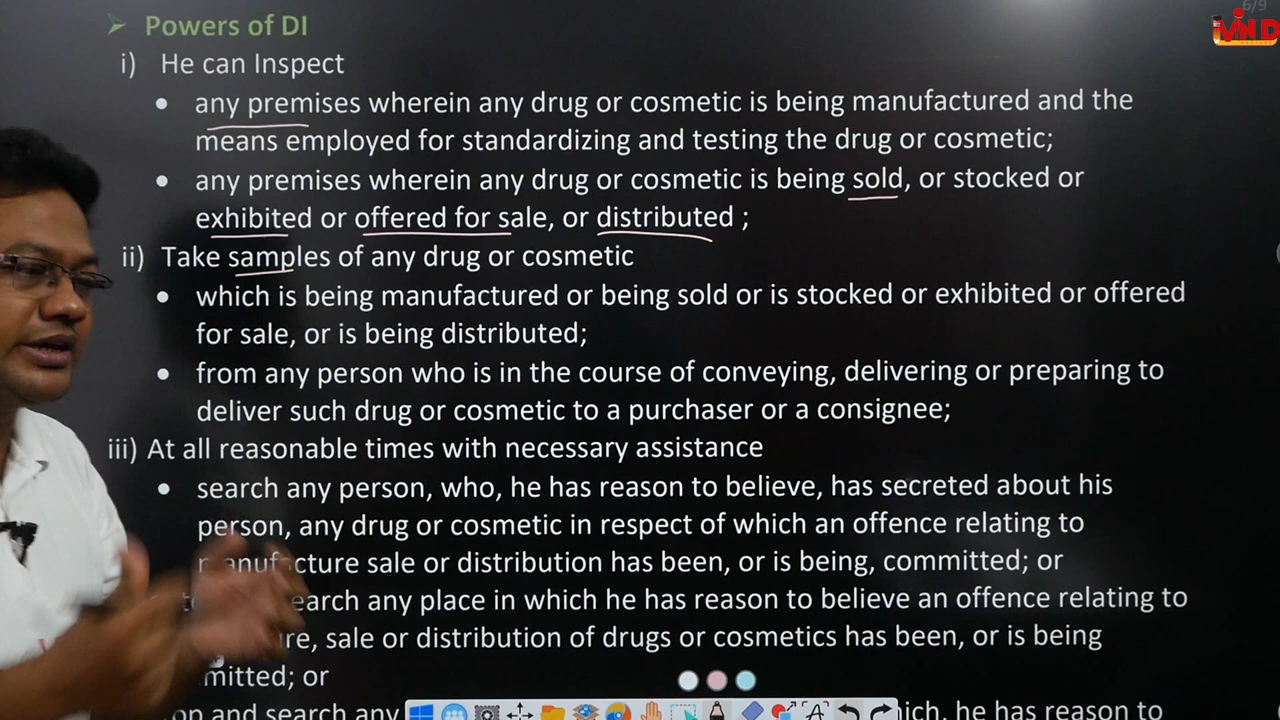 6/9
➢ Powers of DI
i) He can Inspect
• any premises wherein any drug or cosmetic is being manufactured and the
means employed for standardizing and testing the drug or cosmetic;
• any premises wherein any drug or cosmetic is being sold, or stocked or
exhibited or offered for sale, or distributed ;
ii) Take samples of any drug or cosmetic
• which is being manufactured or being sold or is stocked or exhibited or offered
for sale, or is being distributed;
• from any person who is in the course of conveying, delivering or preparing to
deliver such drug or cosmetic to a purchaser or a consignee;
iii) At all reasonable times with necessary assistance
• search any person, who, he has reason to believe, has secreted about his
person, any drug or cosmetic in respect of which an offence relating to
manufacture sale or distribution has been, or is being, committed; or
search any place in which he has reason to believe an offence relating to
sale or distribution of drugs or cosmetics has been, or is being
or
and search any
which, he has reason to